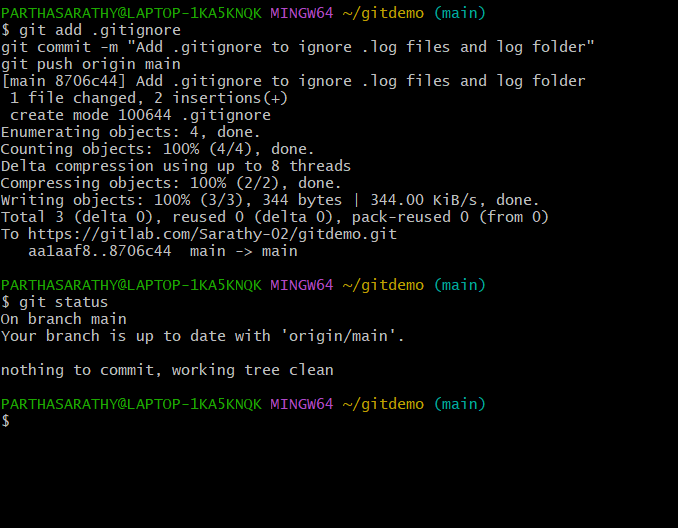 PARTHASARATHY@LAPTOP-1KA5KNQK MINGW64 ~/gitdemo (main)
$ git add .gitignore
git commit -m "Add .gitignore to ignore .log files and log folder"
git push origin main
[main 8706c44] Add .gitignore to ignore .log files and log folder
 1 file changed, 2 insertions(+)
 create mode 100644 .gitignore
Enumerating objects: 4, done.
Counting objects: 100% (4/4), done.
Delta compression using up to 8 threads
Compressing objects: 100% (2/2), done.
Writing objects: 100% (3/3), 344 bytes | 344.00 KiB/s, done.
Total 3 (delta 0), reused 0 (delta 0), pack-reused 0 (from 0)
To https://gitlab.com/Sarathy-02/gitdemo.git
   aa1aaf8..8706c44  main -> main

PARTHASARATHY@LAPTOP-1KA5KNQK MINGW64 ~/gitdemo (main)
$ git status
On branch main
Your branch is up to date with 'origin/main'.

nothing to commit, working tree clean

PARTHASARATHY@LAPTOP-1KA5KNQK MINGW64 ~/gitdemo (main)
$